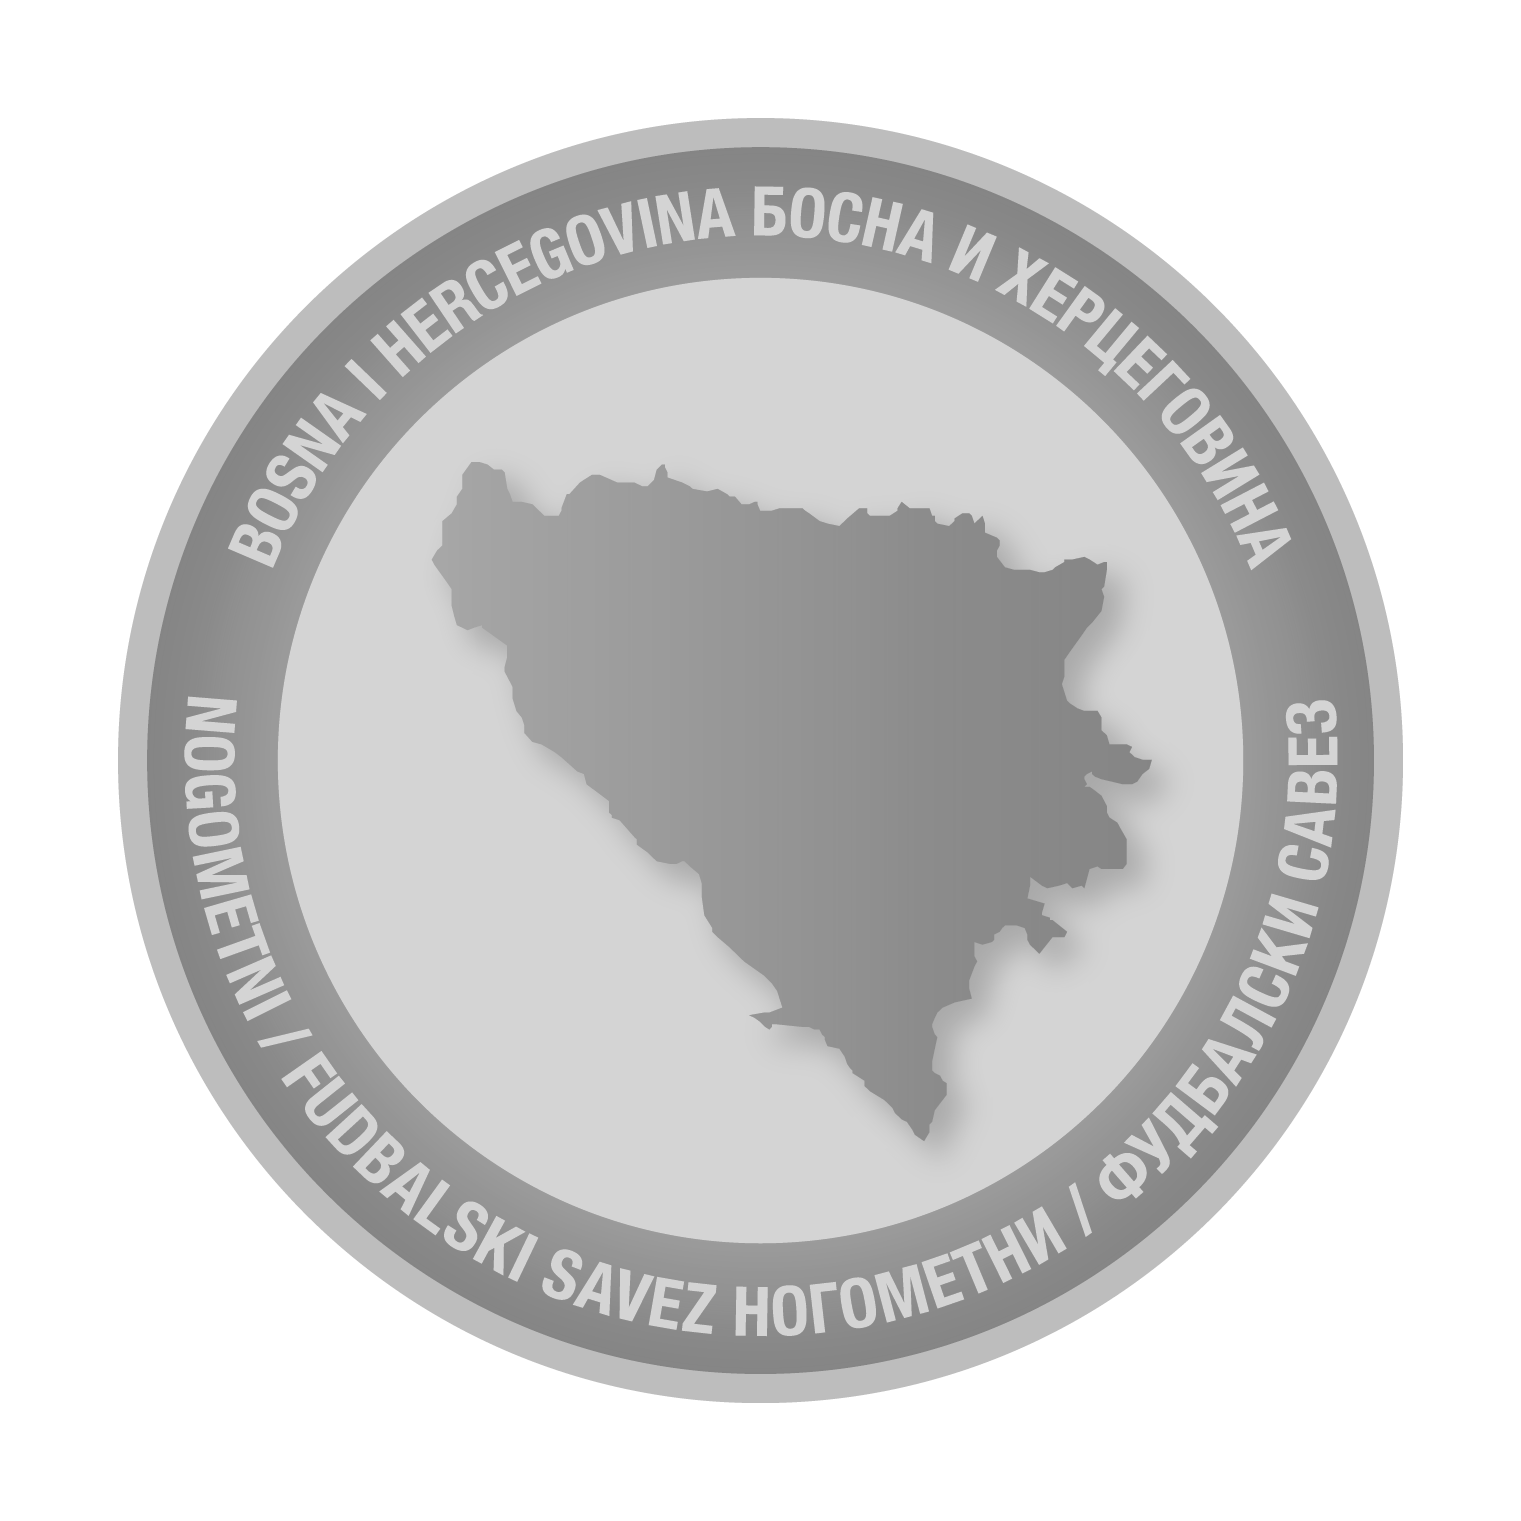 BOSNA I HERCEGOVINA БОСНА И ХЕРЦЕГОВИНА
NOGOMETNI / FUDBALSKI SAVEZ НОГОМЕТНИ / ФУДБАЛСКИ САВЕЗ